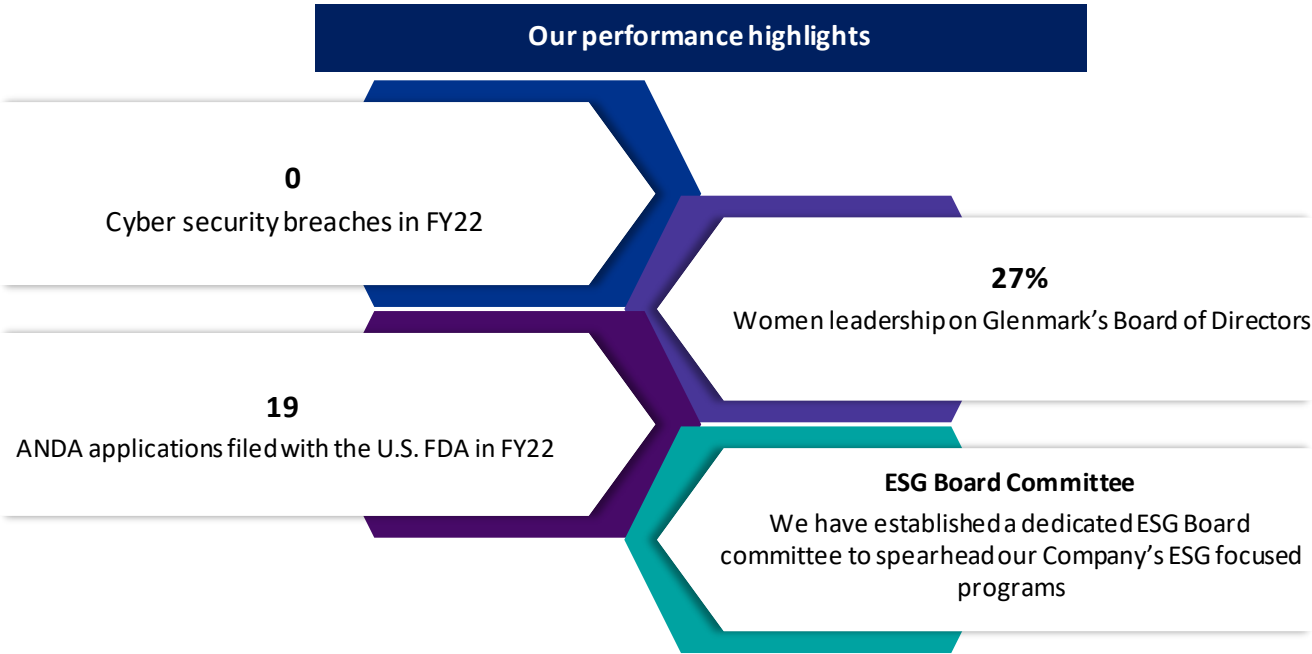 Our performance highlights
0
Cyber security breaches in FY22
27%
Women leadership on Glenmark’s Board of Directors
19
ANDA applications filed with the U.S. FDA in FY22
ESG Board Committee
We have established a dedicated ESG Board
committee to spearhead our Company’s ESG focused
programs